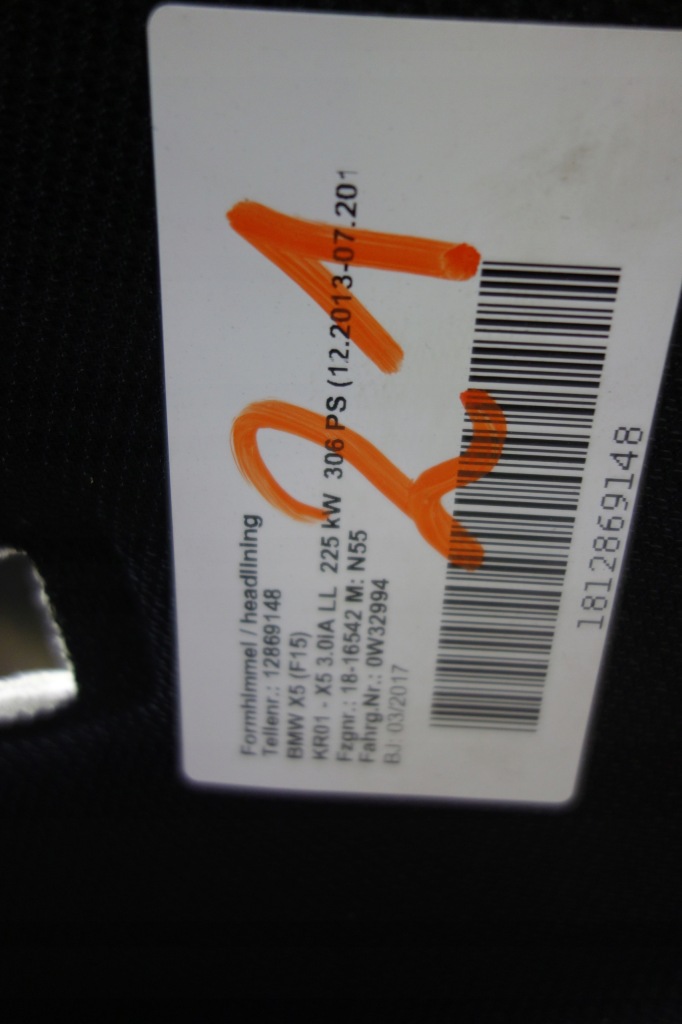 Formhimmel / headlining
Teilenr.: 12869148
BMW X5 (F15)
KR01 - X5 3.0IA LL 225 kW 306 PS (12.2013-07.201
Fzgnr.: 18-16542 M: N55
Fahrg.Nr.: 0W32994
BJ: 03/2017
1812869148
21